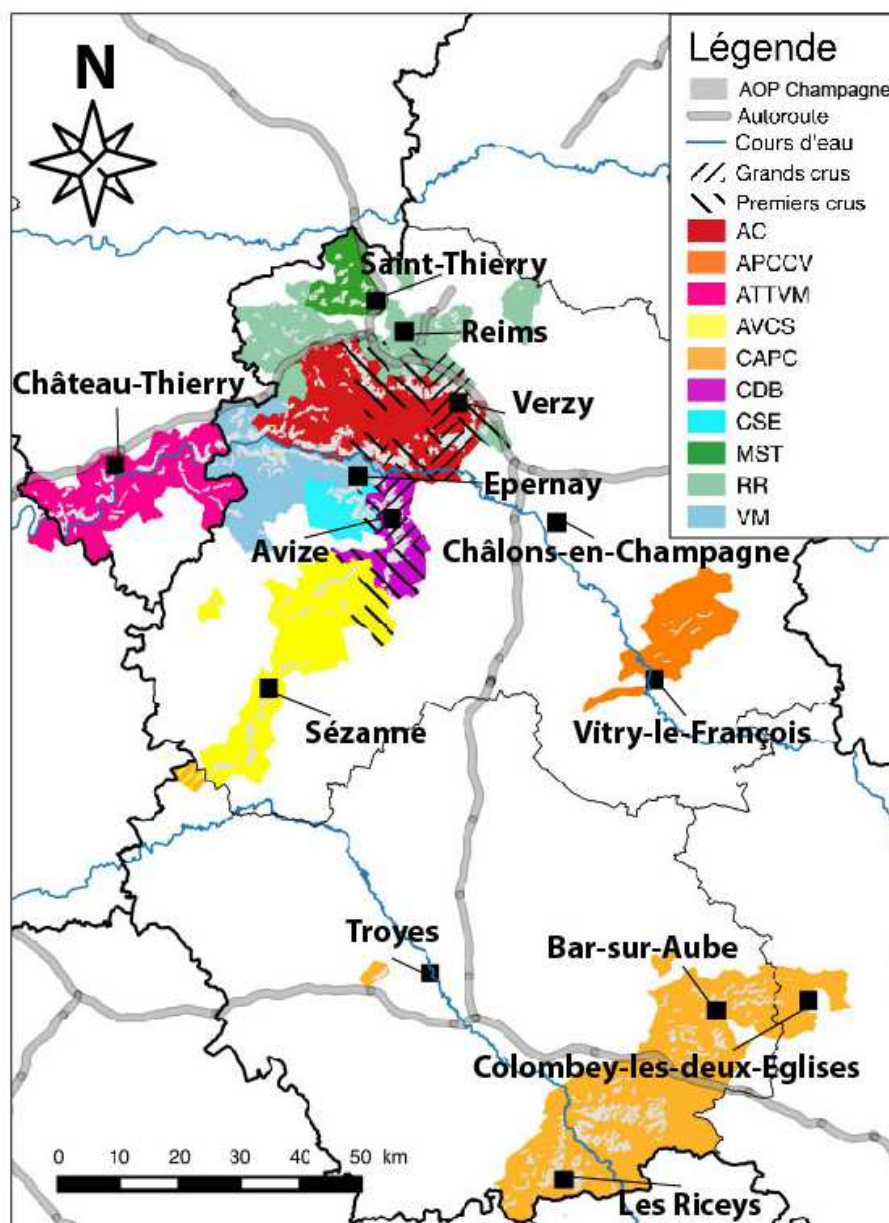 N
Légende
AOP Champagne
Autoroute
Cours d'eau
Grands crus
Premiers crus
AC
APCCV
ATTVM
AVCS
CAPC
CDB
CSE
MST
RR
VM
Saint-Thierry
Reims
Château-Thierry
Verzy
Epernay
Avize
Châlons-en-Champagne
Sézanne
Vitry-le-François
Troyes
Bar-sur-Aube
Colombey-les-deux-Eglises
0 10 20 30 40 50 km
Les Riceys